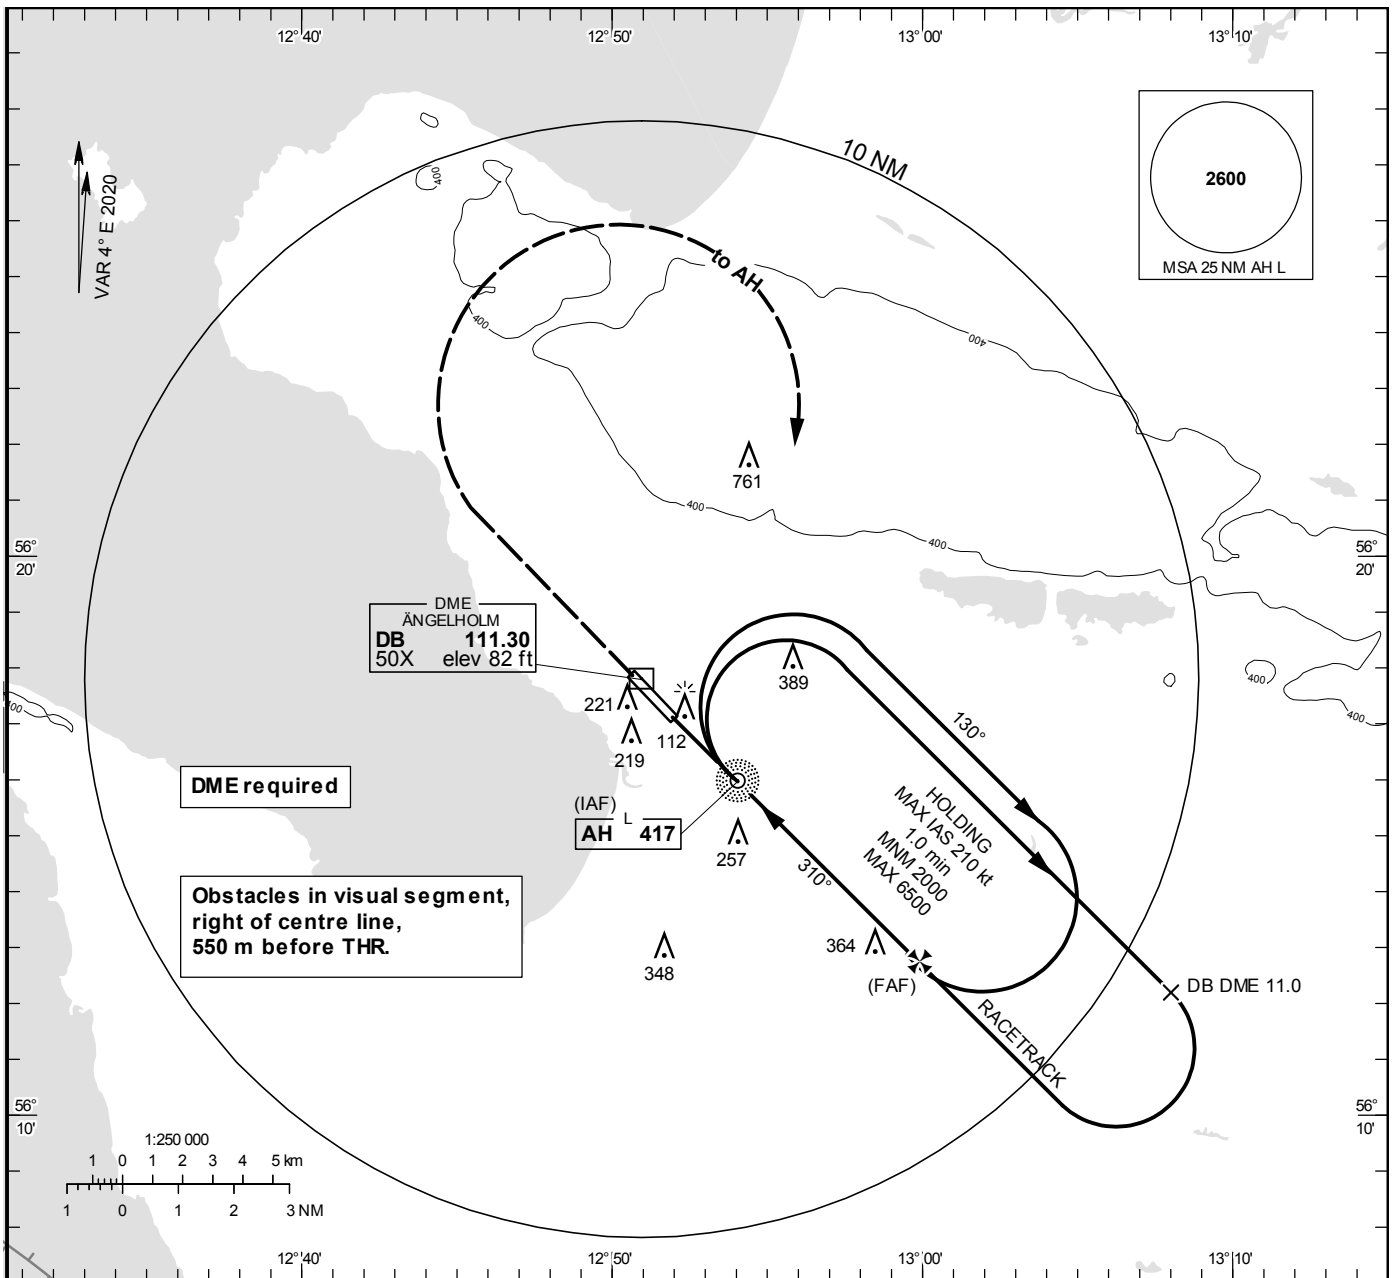 12°40'
12°50'
13°00'
13°10'
10 NM
2600
MSA 25 NM AH L
VAR 4° E 2020
400
to AH
400
400
761
400
400
56°
20'
56°
20'
DME
ÄNGELHOLM
DB 111.30
50X elev 82 ft
389
400
400
400
221
219
112
130°
DME required
(IAF)
L
AH 417
257
HOLDING
MAX IAS 210 kt
1.0 min
MNM 2000
MAX 6500
310°
Obstacles in visual segment,
right of centre line,
550 m before THR.
348
364
(FAF)
DB DME 11.0
RACETRACK
56°
10'
56°
10'
1:250 000
1 0 1 2 3 4 5 km
1 0 1 2 3 NM
12°40'
12°50'
13°00'
13°10'